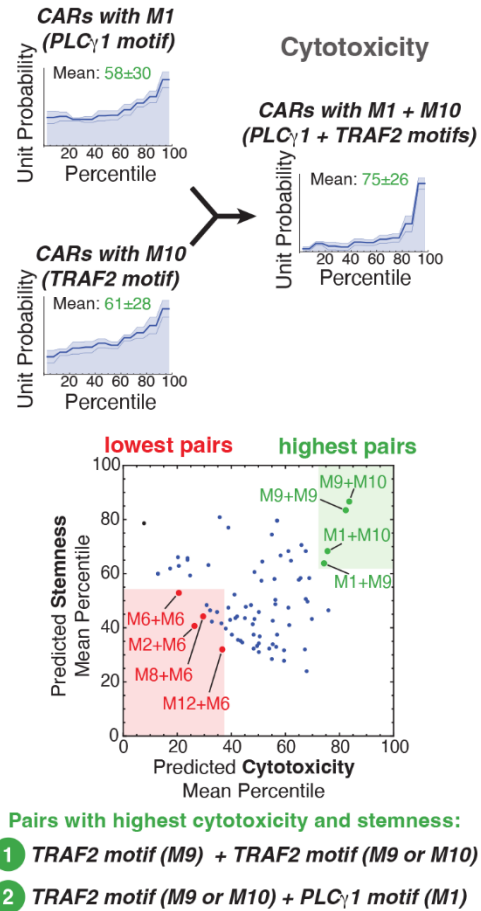 CARs with M1
(PLCγ1 motif)
Mean: 58±30
Unit Probability
20 40 60 80 100
Percentile
Cytotoxicity
CARs with M1 + M10
(PLCγ1 + TRAF2 motifs)
Mean: 75±26
Unit Probability
20 40 60 80 100
Percentile
CARs with M10
(TRAF2 motif)
Mean: 61±28
Unit Probability
20 40 60 80 100
Percentile
lowest pairs
highest pairs
100
80
60
40
20
0
Predicted Stemness
Mean Percentile
M9+M10
M9+M9
M1+M10
M1+M9
M6+M6
M2+M6
M8+M6
M12+M6
0 20 40 60 80 100
Predicted Cytotoxicity
Mean Percentile
Pairs with highest cytotoxicity and stemness:
1 TRAF2 motif (M9) + TRAF2 motif (M9 or M10)
2 TRAF2 motif (M9 or M10) + PLCγ1 motif (M1)